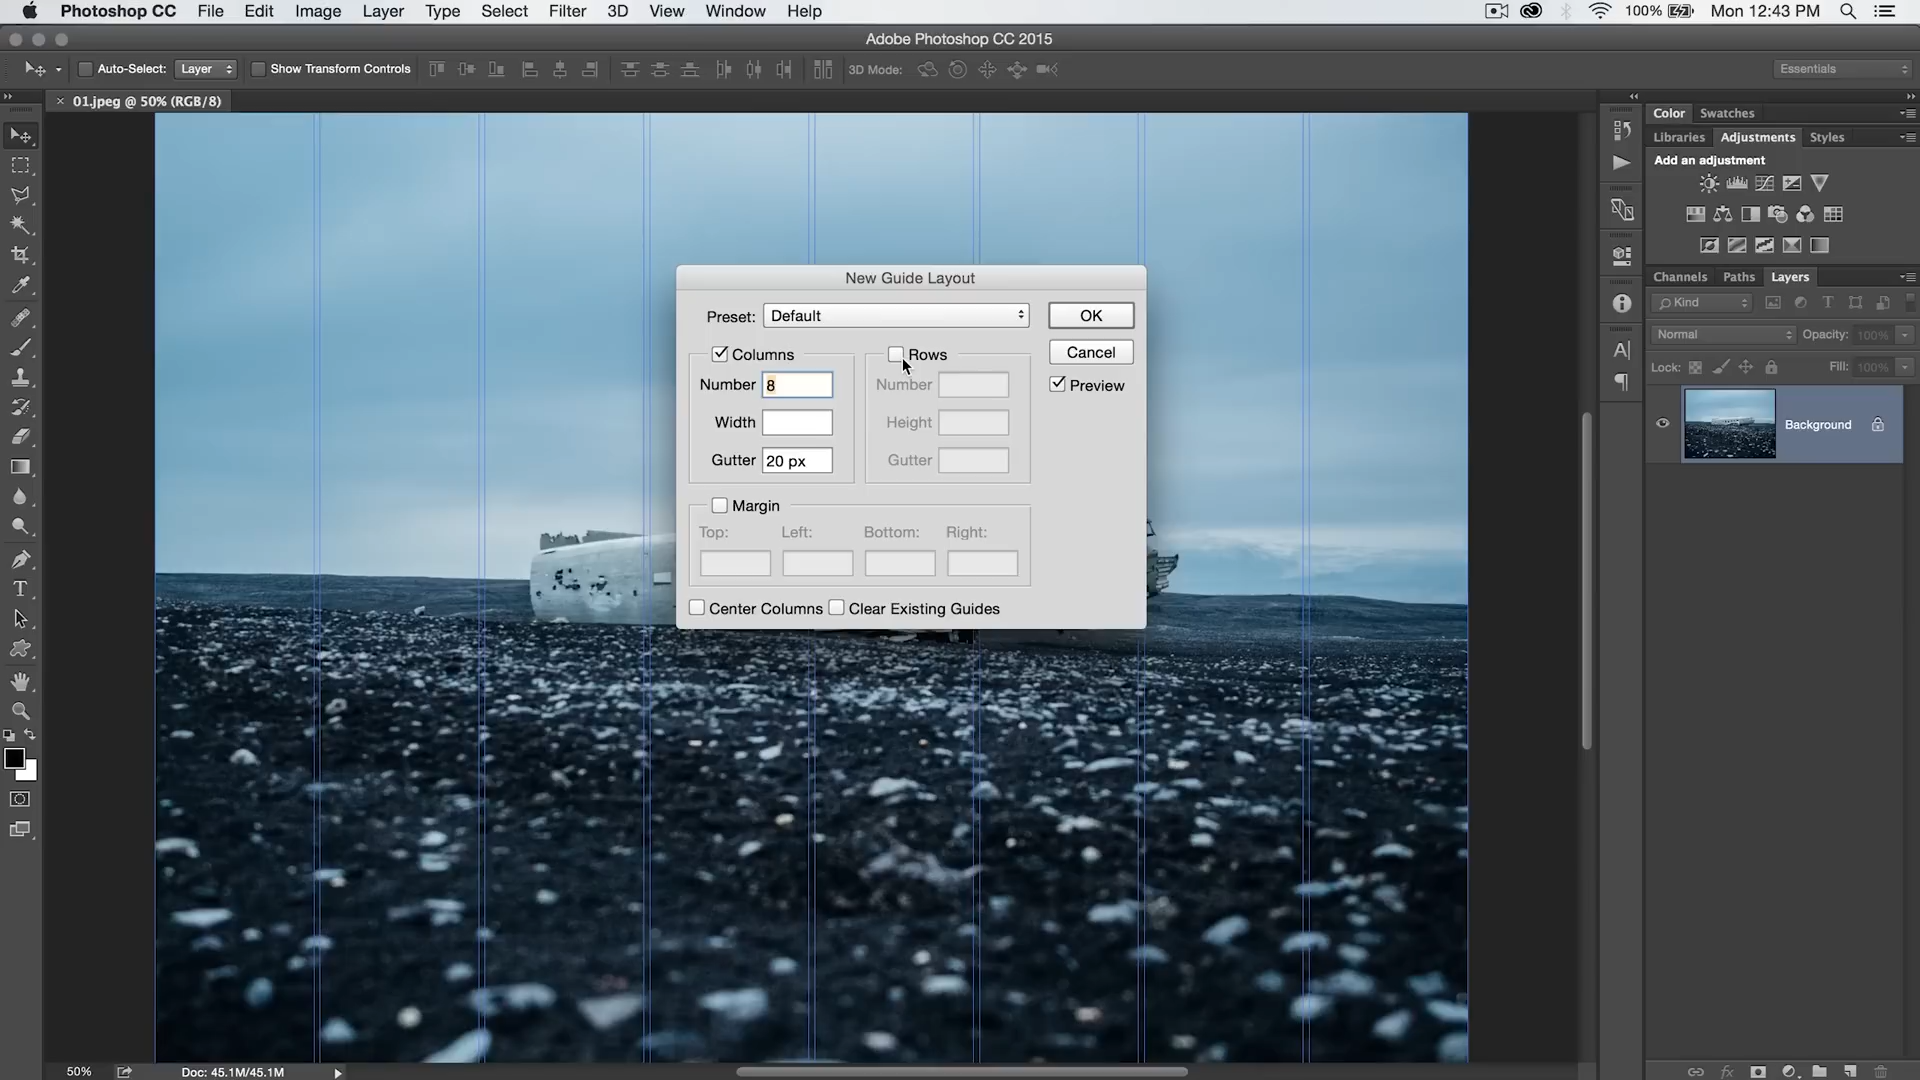 Photoshop CC File Edit Image Layer Type Select Filter 3D View Window Help 100% Mon 12:43 PM
Adobe Photoshop CC 2015
Auto-Select: Layer Show Transform Controls 3D Mode: Essentials
× 01.jpeg @ 50% (RGB/8)
Color Swatches
Libraries Adjustments Styles
Add an adjustment
Channels Paths Layers
Kind
Normal Opacity: 100%
Lock: Fill: 100%
Background
New Guide Layout
Preset: Default OK
Columns Rows Cancel
Number 8 Number Preview
Width Height
Gutter 20 px Gutter
Margin
Top: Left: Bottom: Right:
Center Columns Clear Existing Guides
50% Doc: 45.1M/45.1M